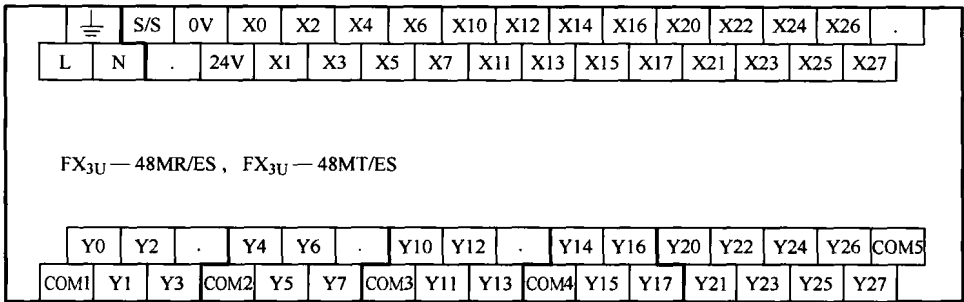 ⏚ S/S 0V X0 X2 X4 X6 X10 X12 X14 X16 X20 X22 X24 X26 .
L N . 24V X1 X3 X5 X7 X11 X13 X15 X17 X21 X23 X25 X27
FX3U — 48MR/ES , FX3U — 48MT/ES
Y0 Y2 . Y4 Y6 . Y10 Y12 . Y14 Y16 Y20 Y22 Y24 Y26 COM5
COM1 Y1 Y3 COM2 Y5 Y7 COM3 Y11 Y13 COM4 Y15 Y17 Y21 Y23 Y25 Y27